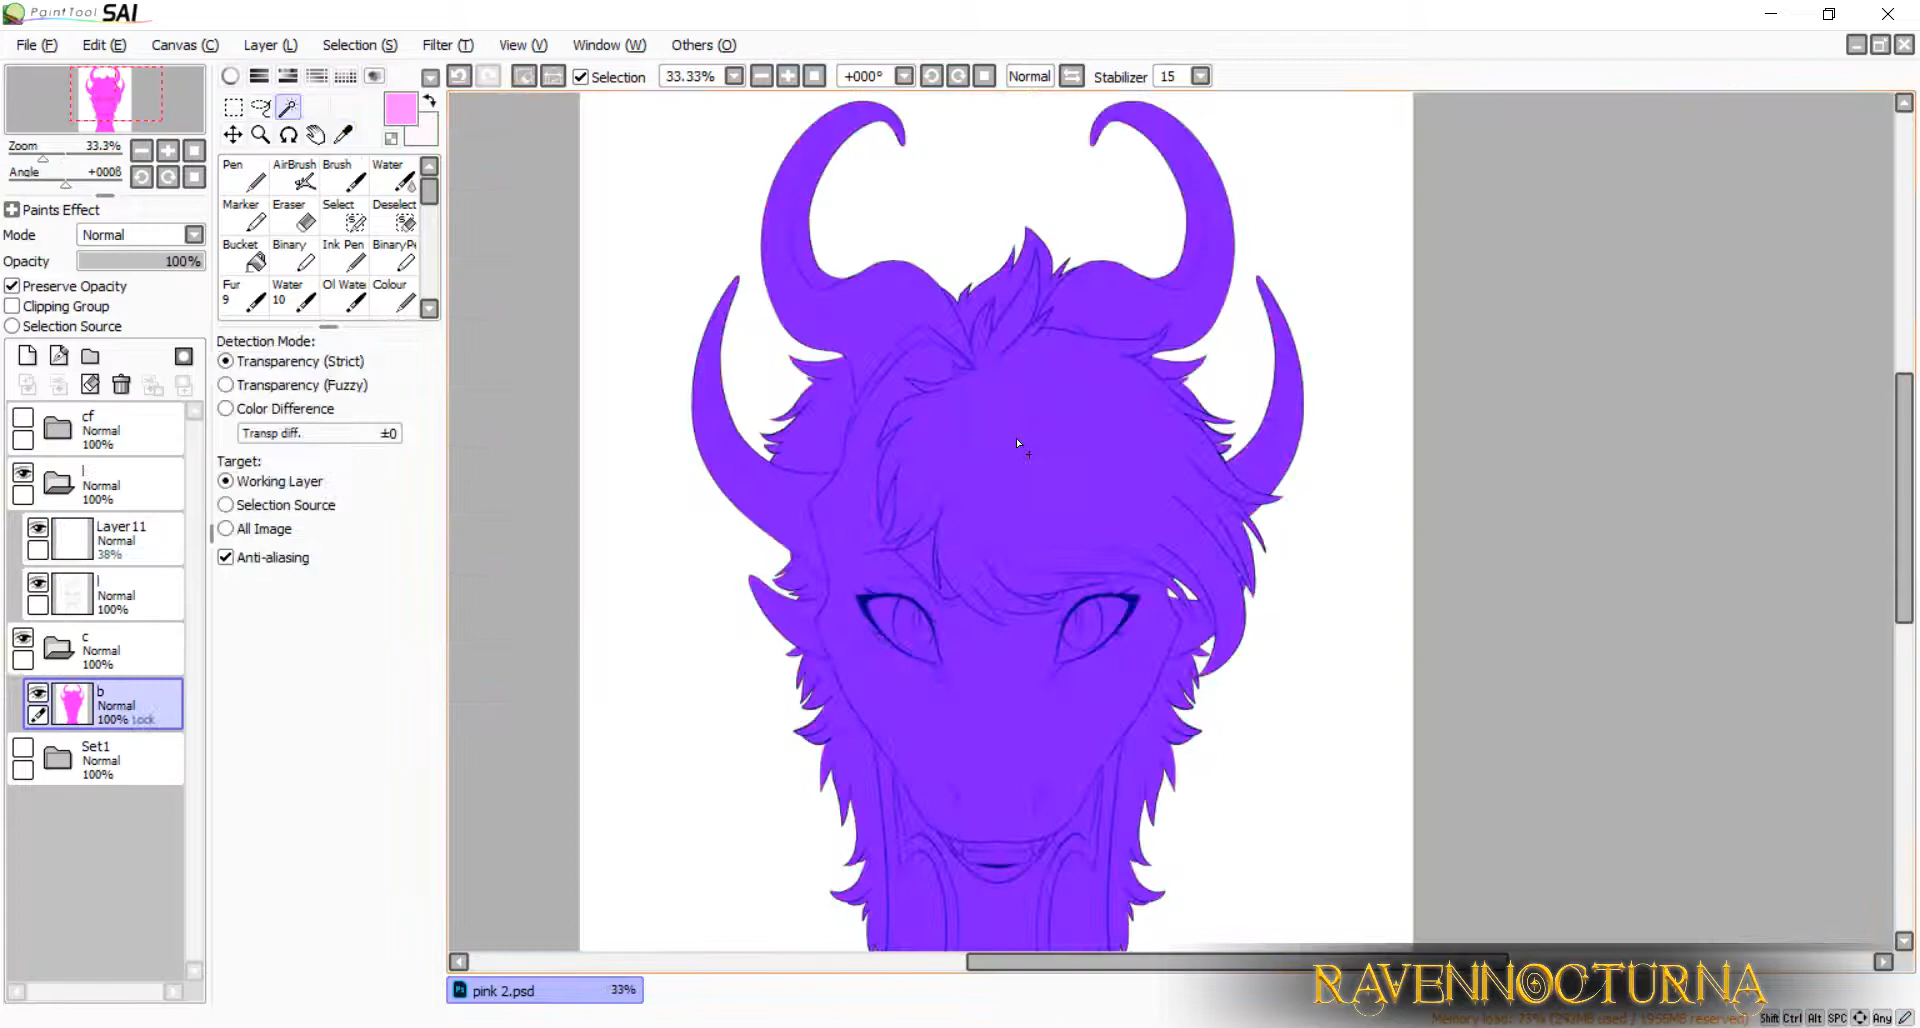 PaintTool SAI
File (F) Edit (E) Canvas (C) Layer (L) Selection (S) Filter (T) View (V) Window (W) Others (O)
Selection 33.33% +000° Normal Stabilizer 15
Zoom 33.3%
Angle +0008
Paints Effect
Mode Normal
Opacity 100%
Preserve Opacity
Clipping Group
Selection Source
cf
Normal
100%
l
Normal
100%
Layer11
Normal
38%
l
Normal
100%
c
Normal
100%
b
Normal
100% Lock
Set1
Normal
100%
Pen AirBrush Brush Water
Marker Eraser Select Deselect
Bucket Binary Ink Pen BinaryPe
Fur Water Oil Wate Colour
9 10
Detection Mode:
Transparency (Strict)
Transparency (Fuzzy)
Color Difference
Transp diff. ±0
Target:
Working Layer
Selection Source
All Image
Anti-aliasing
pink 2.psd 33%
RAVENNOCTURNA
Memory load: 23% (292MB used / 1956MB reserved)
Shift Ctrl Alt SPC Any